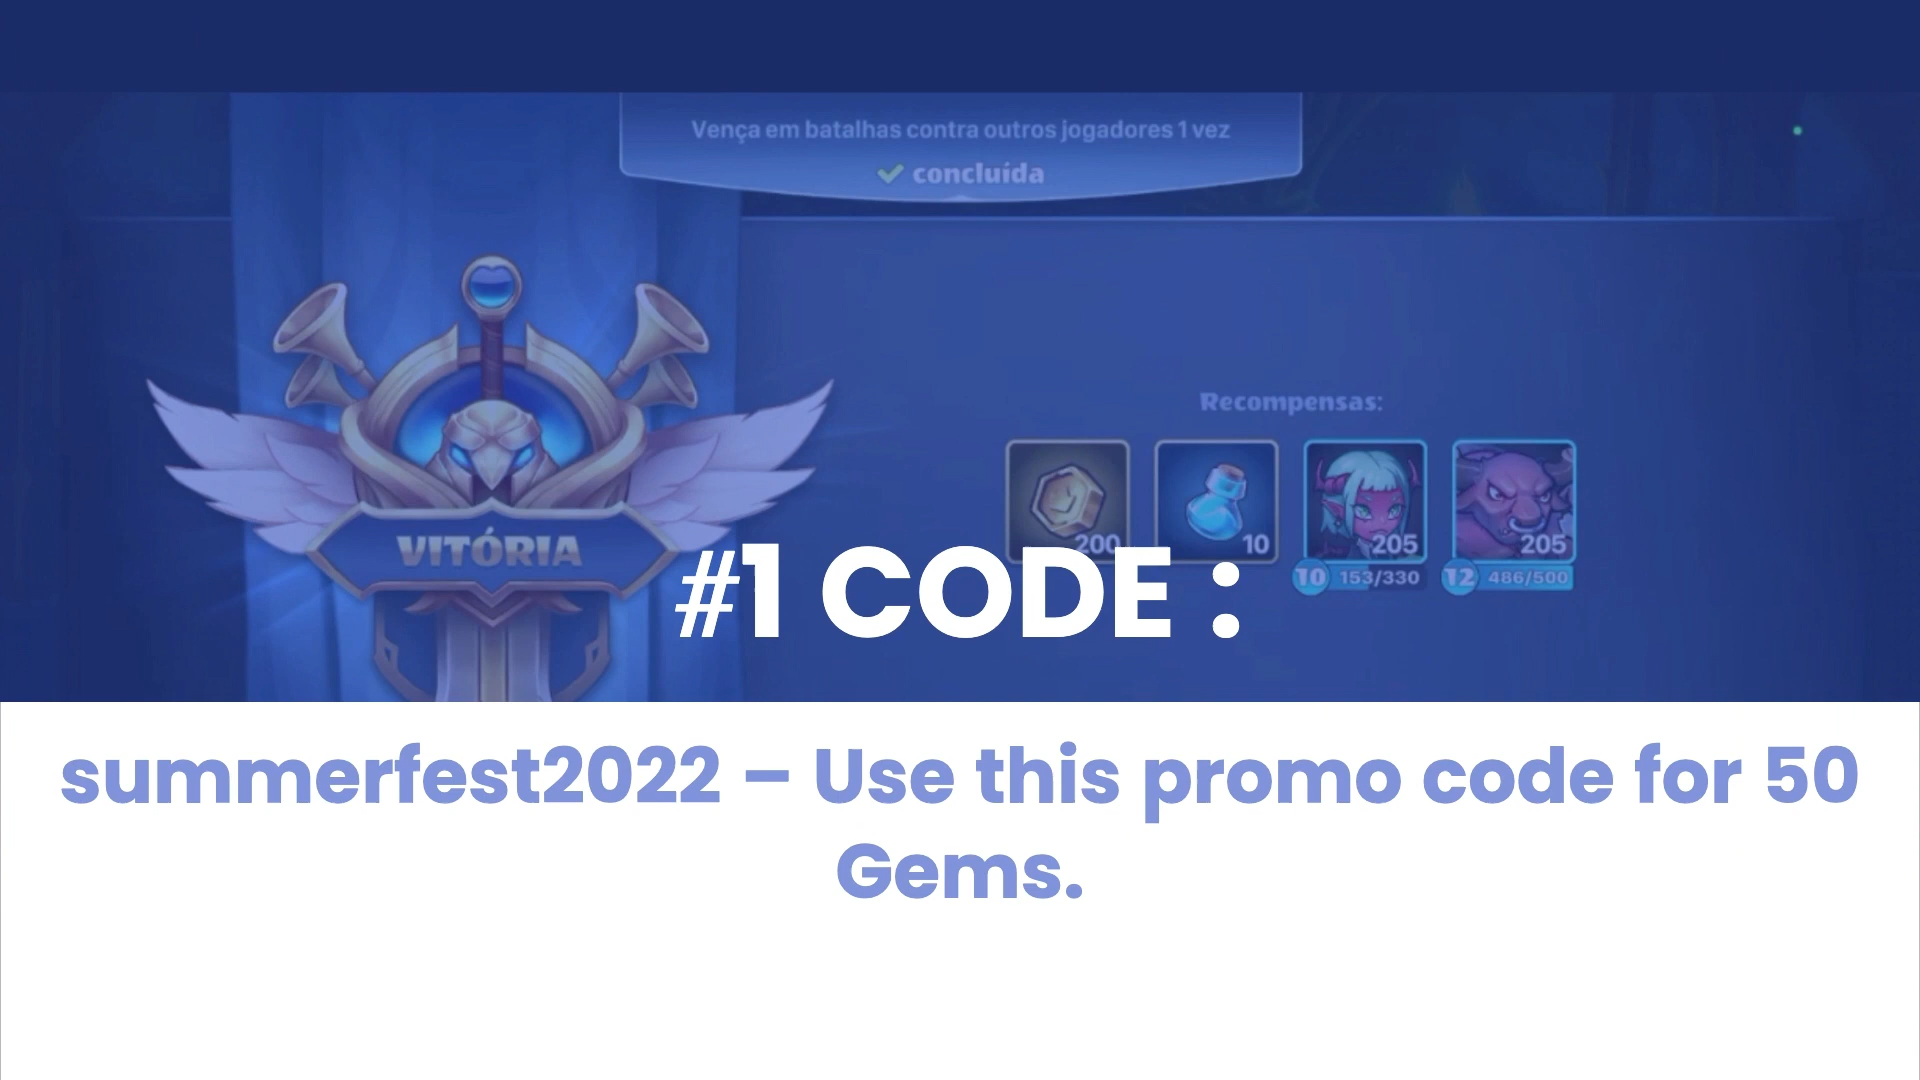 Vença em batalhas contra outros jogadores 1 vez
concluída
Recompensas:
VITÓRIA
200
10
205
205
10 153/330
12 486/500
#1 CODE :
summerfest2022 – Use this promo code for 50
Gems.